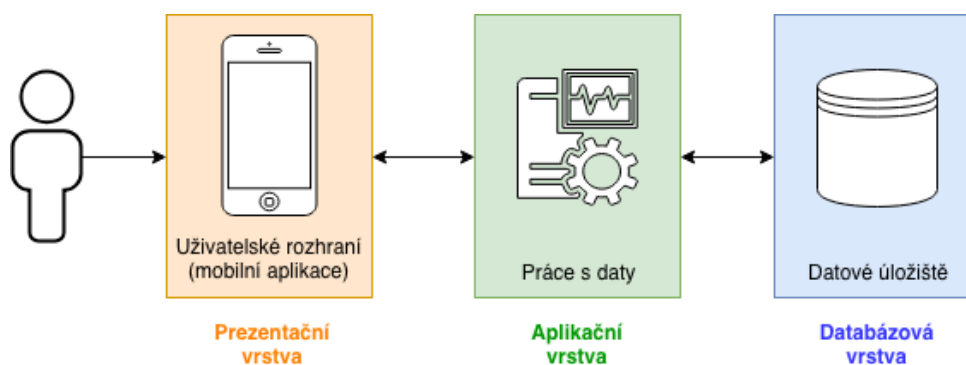 Uživatelské rozhraní
(mobilní aplikace)
Práce s daty
Datové úložiště
Prezentační
vrstva
Aplikační
vrstva
Databázová
vrstva